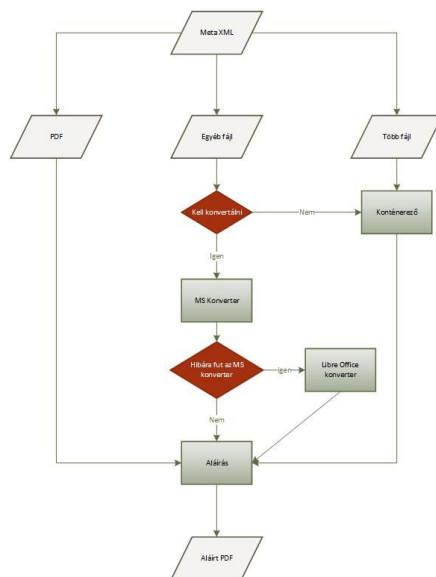 Meta XML
PDF
Egyéb fájl
Több fájl
Kell konvertálni
Nem
Konténerező
Igen
MS Konverter
Hibára fut az MS
konverter
igen
Libre Office
konverter
Nem
Aláírás
Aláírt PDF